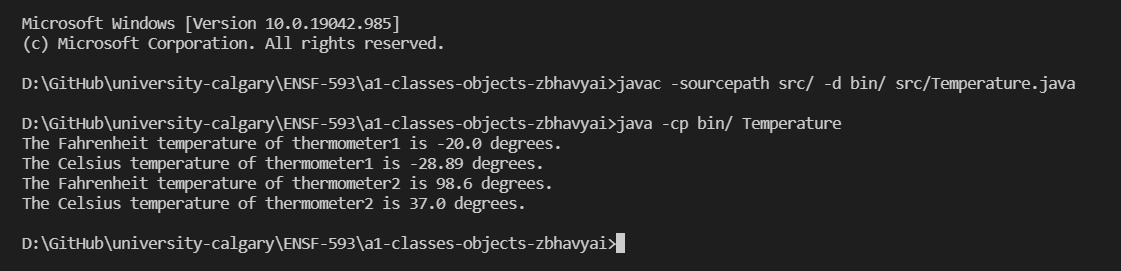 Microsoft Windows [Version 10.0.19042.985]
(c) Microsoft Corporation. All rights reserved.
D:\GitHub\university-calgary\ENSF-593\a1-classes-objects-zbhavyai>javac -sourcepath src/ -d bin/ src/Temperature.java
D:\GitHub\university-calgary\ENSF-593\a1-classes-objects-zbhavyai>java -cp bin/ Temperature
The Fahrenheit temperature of thermometer1 is -20.0 degrees.
The Celsius temperature of thermometer1 is -28.89 degrees.
The Fahrenheit temperature of thermometer2 is 98.6 degrees.
The Celsius temperature of thermometer2 is 37.0 degrees.
D:\GitHub\university-calgary\ENSF-593\a1-classes-objects-zbhavyai>